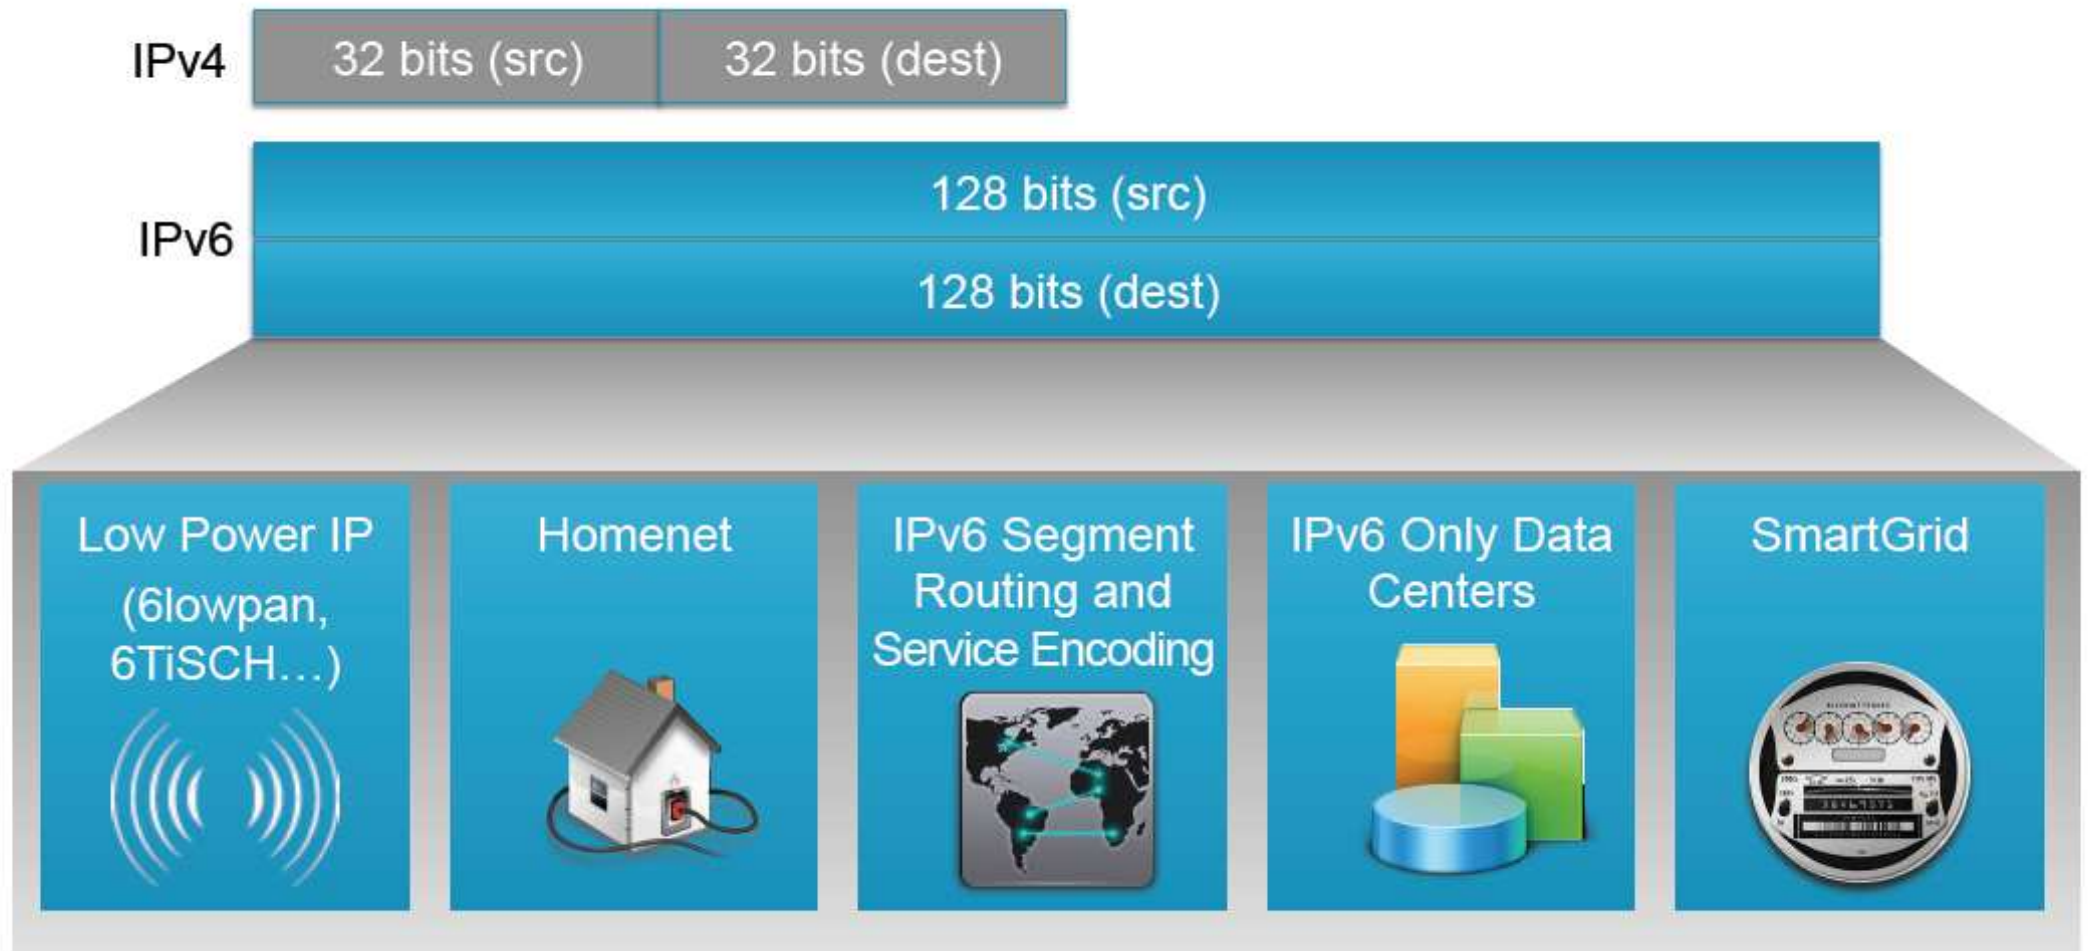 IPv4
32 bits (src)
32 bits (dest)
IPv6
128 bits (src)
128 bits (dest)
Low Power IP
(6lowpan,
6TiSCH…)
Homenet
IPv6 Segment
Routing and
Service Encoding
IPv6 Only Data
Centers
SmartGrid